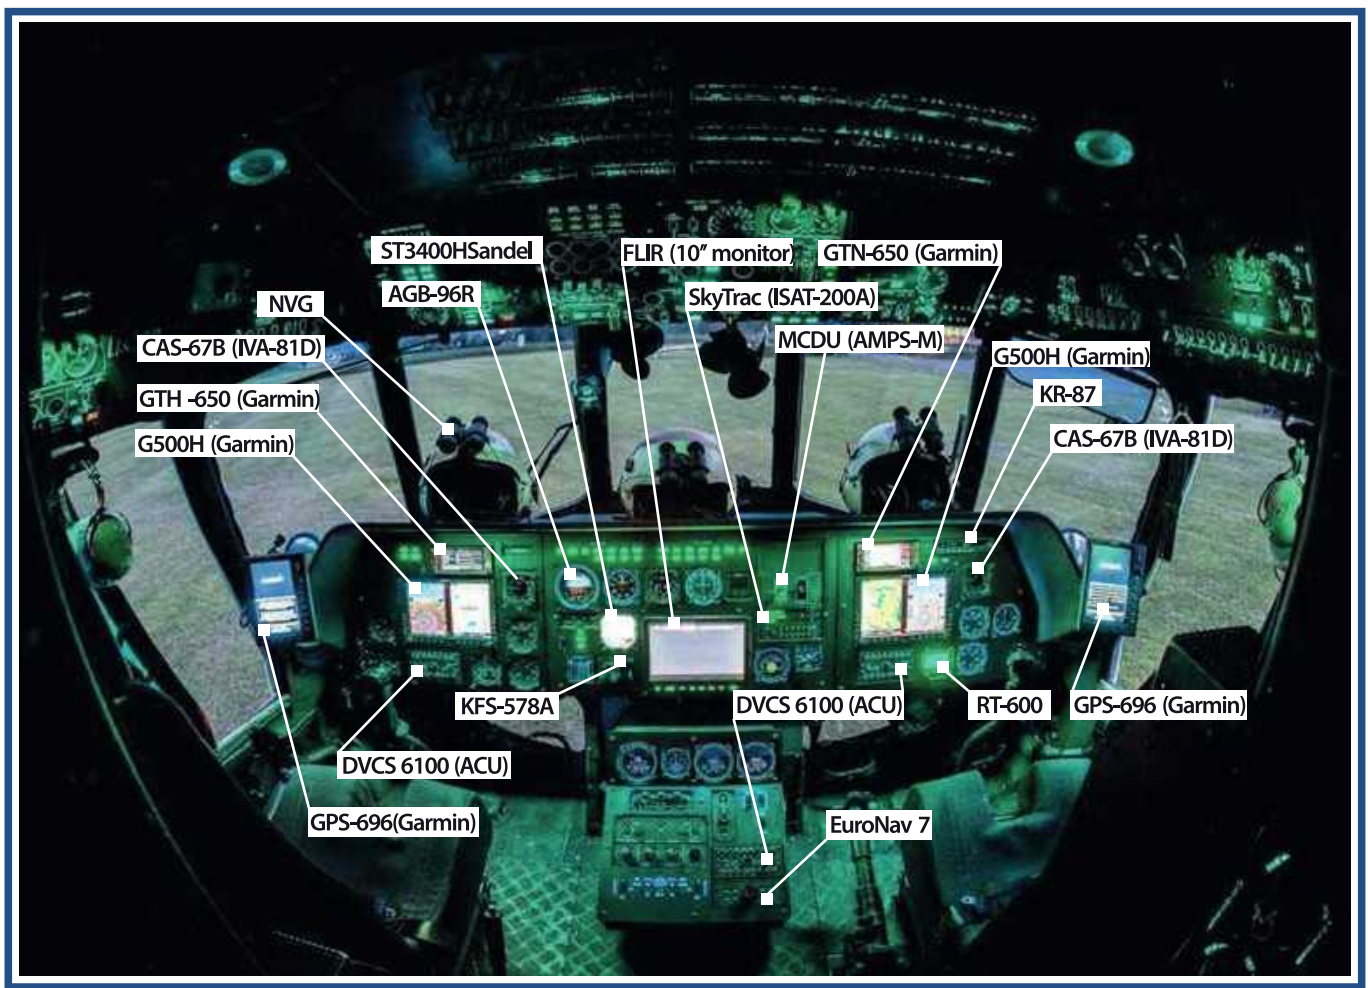 ST3400HSandel
FLIR (10” monitor)
GTN-650 (Garmin)
AGB-96R
SkyTrac (ISAT-200A)
NVG
MCDU (AMPS-M)
CAS-67B (IVA-81D)
G500H (Garmin)
GTH -650 (Garmin)
KR-87
G500H (Garmin)
CAS-67B (IVA-81D)
KFS-578A
DVCS 6100 (ACU)
RT-600
GPS-696 (Garmin)
DVCS 6100 (ACU)
GPS-696(Garmin)
EuroNav 7